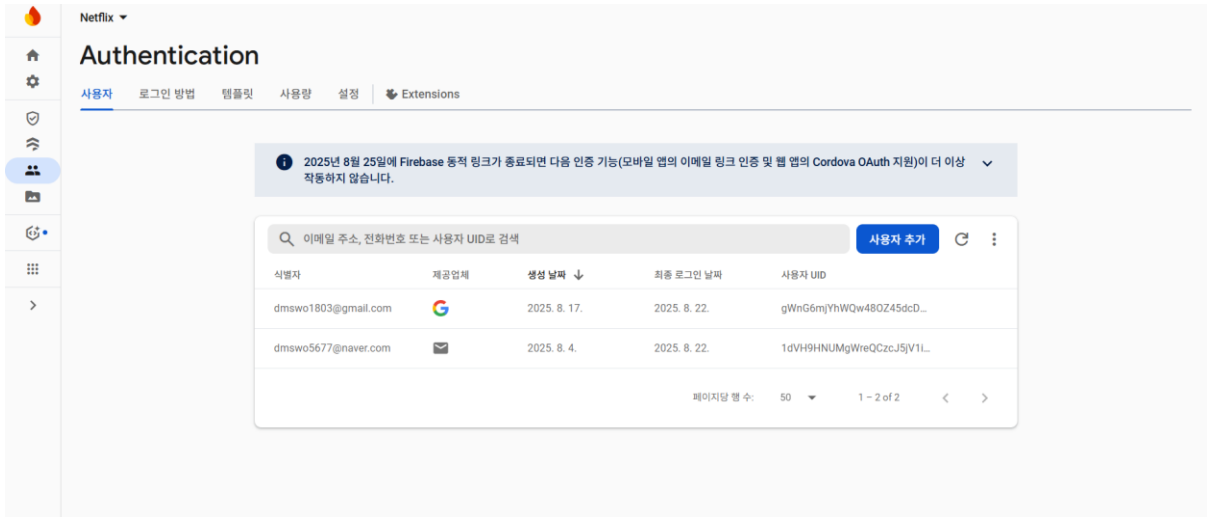 Netflix
Authentication
사용자 로그인 방법 템플릿 사용량 설정 Extensions
2025년 8월 25일에 Firebase 동적 링크가 종료되면 다음 인증 기능(모바일 앱의 이메일 링크 인증 및 웹 앱의 Cordova OAuth 지원)이 더 이상
작동하지 않습니다.
이메일 주소, 전화번호 또는 사용자 UID로 검색 사용자 추가
식별자 제공업체 생성 날짜 최종 로그인 날짜 사용자 UID
dmswo1803@gmail.com 2025. 8. 17. 2025. 8. 22. gWnG6mjYhWQw48OZ45dcD...
dmswo5677@naver.com 2025. 8. 4. 2025. 8. 22. 1dVH9HNUMgWreQCzcJ5jV1i...
페이지당 행 수: 50 1 – 2 of 2